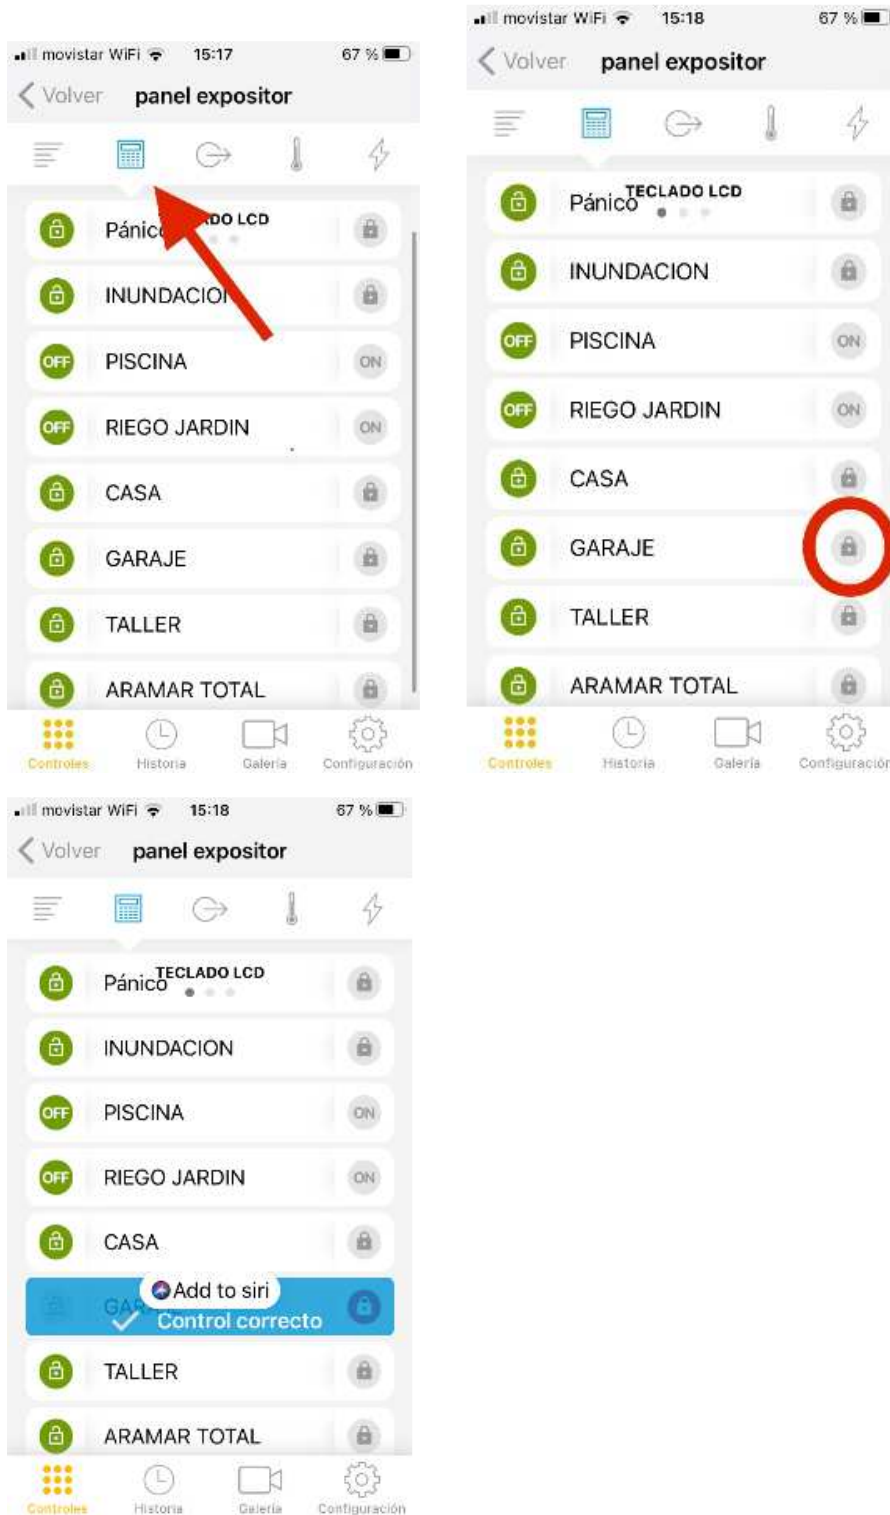 movistar WiFi 15:17 67 %
Volver panel expositor
DO LCD
Pánic
INUNDACION
OFF PISCINA ON
OFF RIEGO JARDIN ON
CASA
GARAJE
TALLER
ARAMAR TOTAL
Controles Historia Galería Configuración
movistar WiFi 15:18 67 %
Volver panel expositor
TECLADO LCD
Pánico
INUNDACION
OFF PISCINA ON
OFF RIEGO JARDIN ON
CASA
GARAJE
TALLER
ARAMAR TOTAL
Controles Historia Galería Configuración
movistar WiFi 15:18 67 %
Volver panel expositor
TECLADO LCD
Pánico
INUNDACION
OFF PISCINA ON
OFF RIEGO JARDIN ON
CASA
Add to siri
GARAJE
Control correcto
TALLER
ARAMAR TOTAL
Controles Historia Galería Configuración